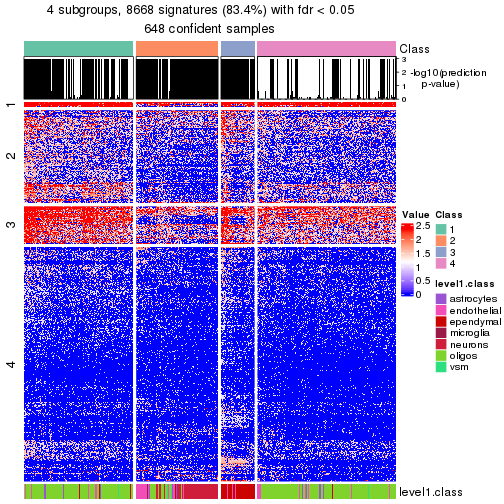 4 subgroups, 8668 signatures (83.4%) with fdr < 0.05
648 confident samples
Class
3
2
1
0
-log10(prediction
p-value)
1
2
3
4
Value
2.5
2
1.5
1
0.5
0
Class
1
2
3
4
level1.class
astrocytes
endothelial
ependymal
microglia
neurons
oligos
vsm
level1.class